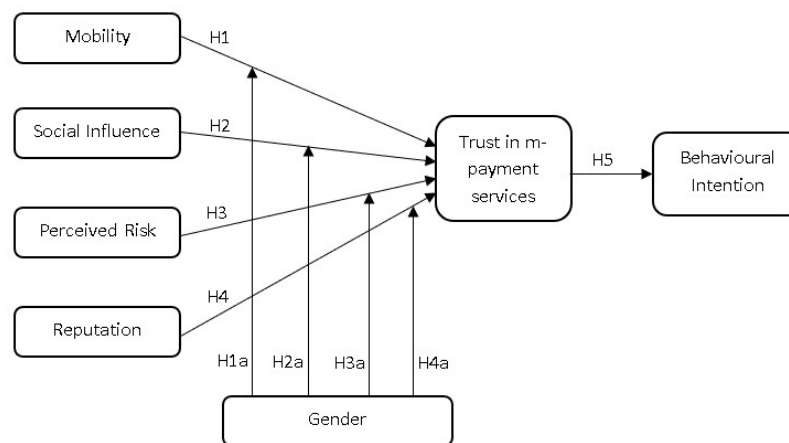 Mobility
H1
Social Influence
H2
Trust in m-
payment
services
H5
Behavioural
Intention
Perceived Risk
H3
Reputation
H4
H1a
H2a
H3a
H4a
Gender